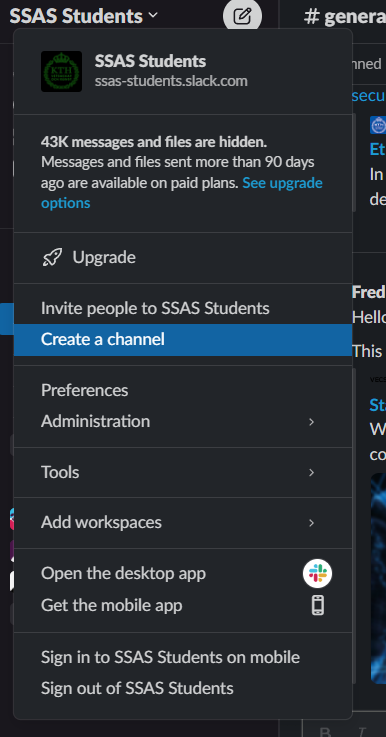 SSAS Students
# genera
KTH
SSAS Students
ssas-students.slack.com
nned
secu
43K messages and files are hidden.
Messages and files sent more than 90 days
ago are available on paid plans. See upgrade
options
Et
In
de
Upgrade
Invite people to SSAS Students
Create a channel
Fred
Hello
This
Preferences
Administration
St
W
co
Tools
Add workspaces
Open the desktop app
Get the mobile app
Sign in to SSAS Students on mobile
Sign out of SSAS Students
B I